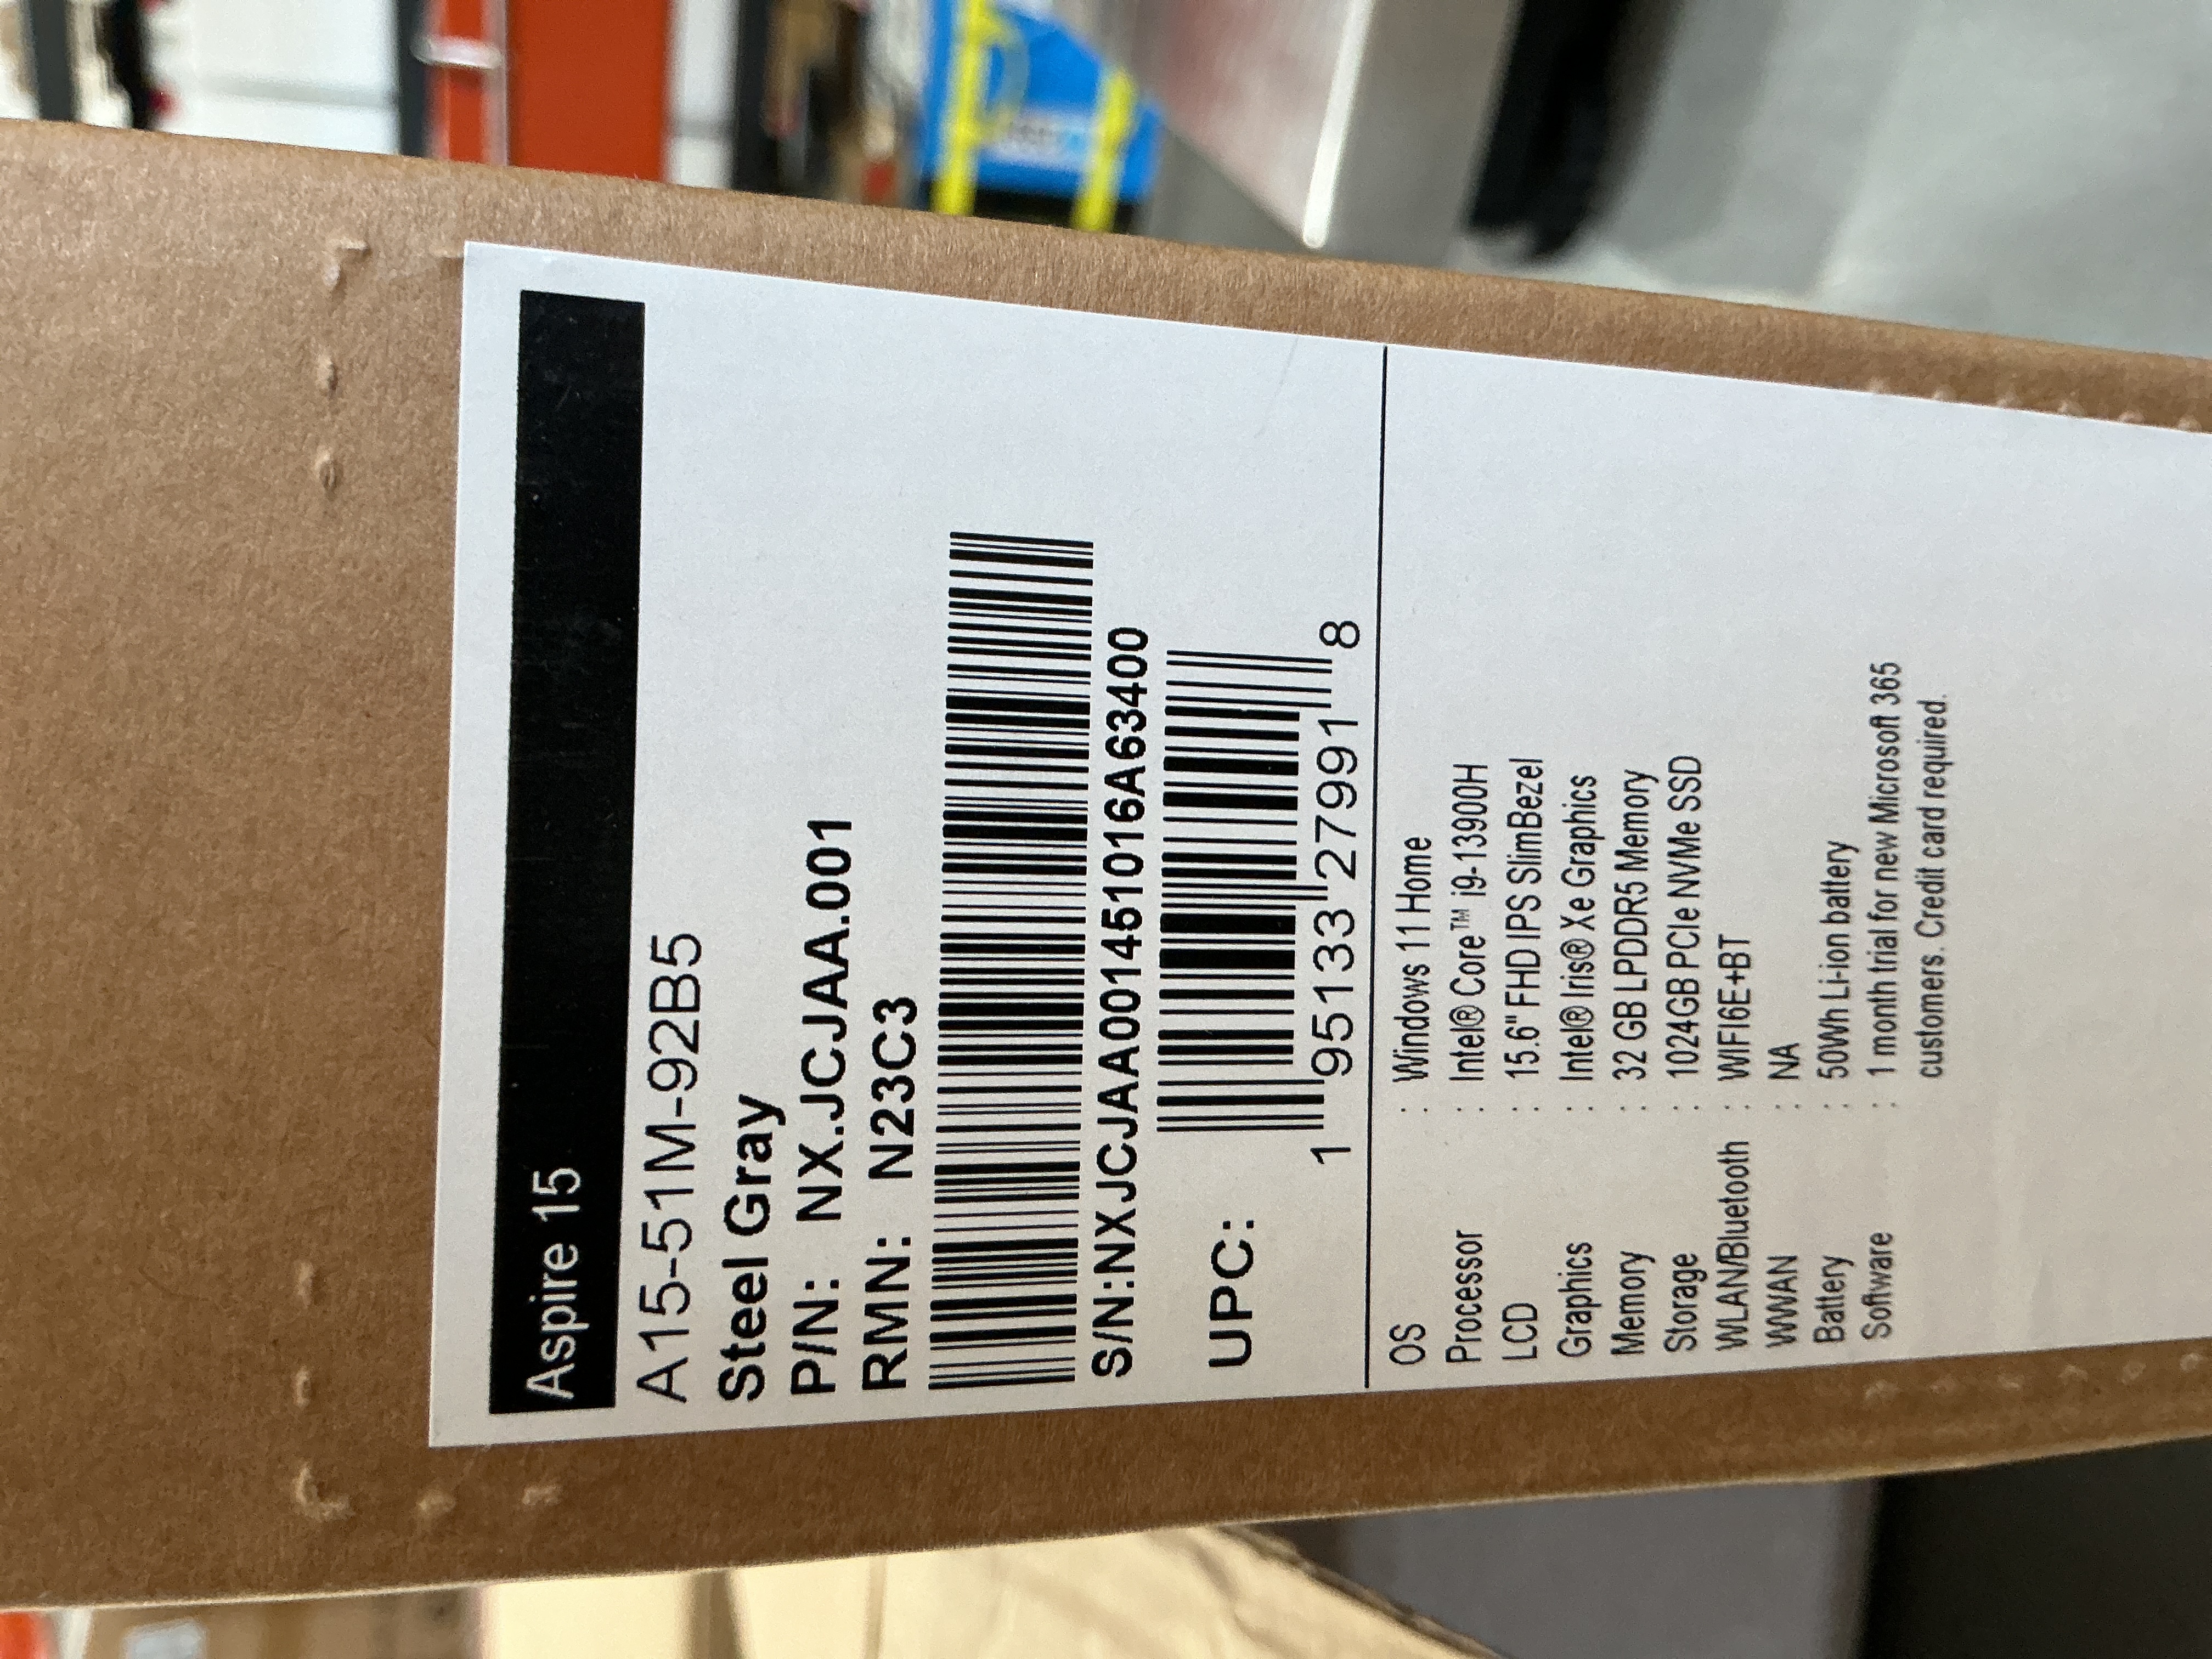 Aspire 15
A15-51M-92B5
Steel Gray
P/N: NX.JCJAA.001
RMN: N23C3
S/N:NXJCJAA001451016A63400
UPC:
1 95133 27991 8
OS : Windows 11 Home
Processor : Intel® Core™ i9-13900H
LCD : 15.6" FHD IPS SlimBezel
Graphics : Intel® Iris® Xe Graphics
Memory : 32 GB LPDDR5 Memory
Storage : 1024GB PCIe NVMe SSD
WLAN/Bluetooth : WIFI6E+BT
WWAN : NA
Battery : 50Wh Li-ion battery
Software : 1 month trial for new Microsoft 365
customers. Credit card required.